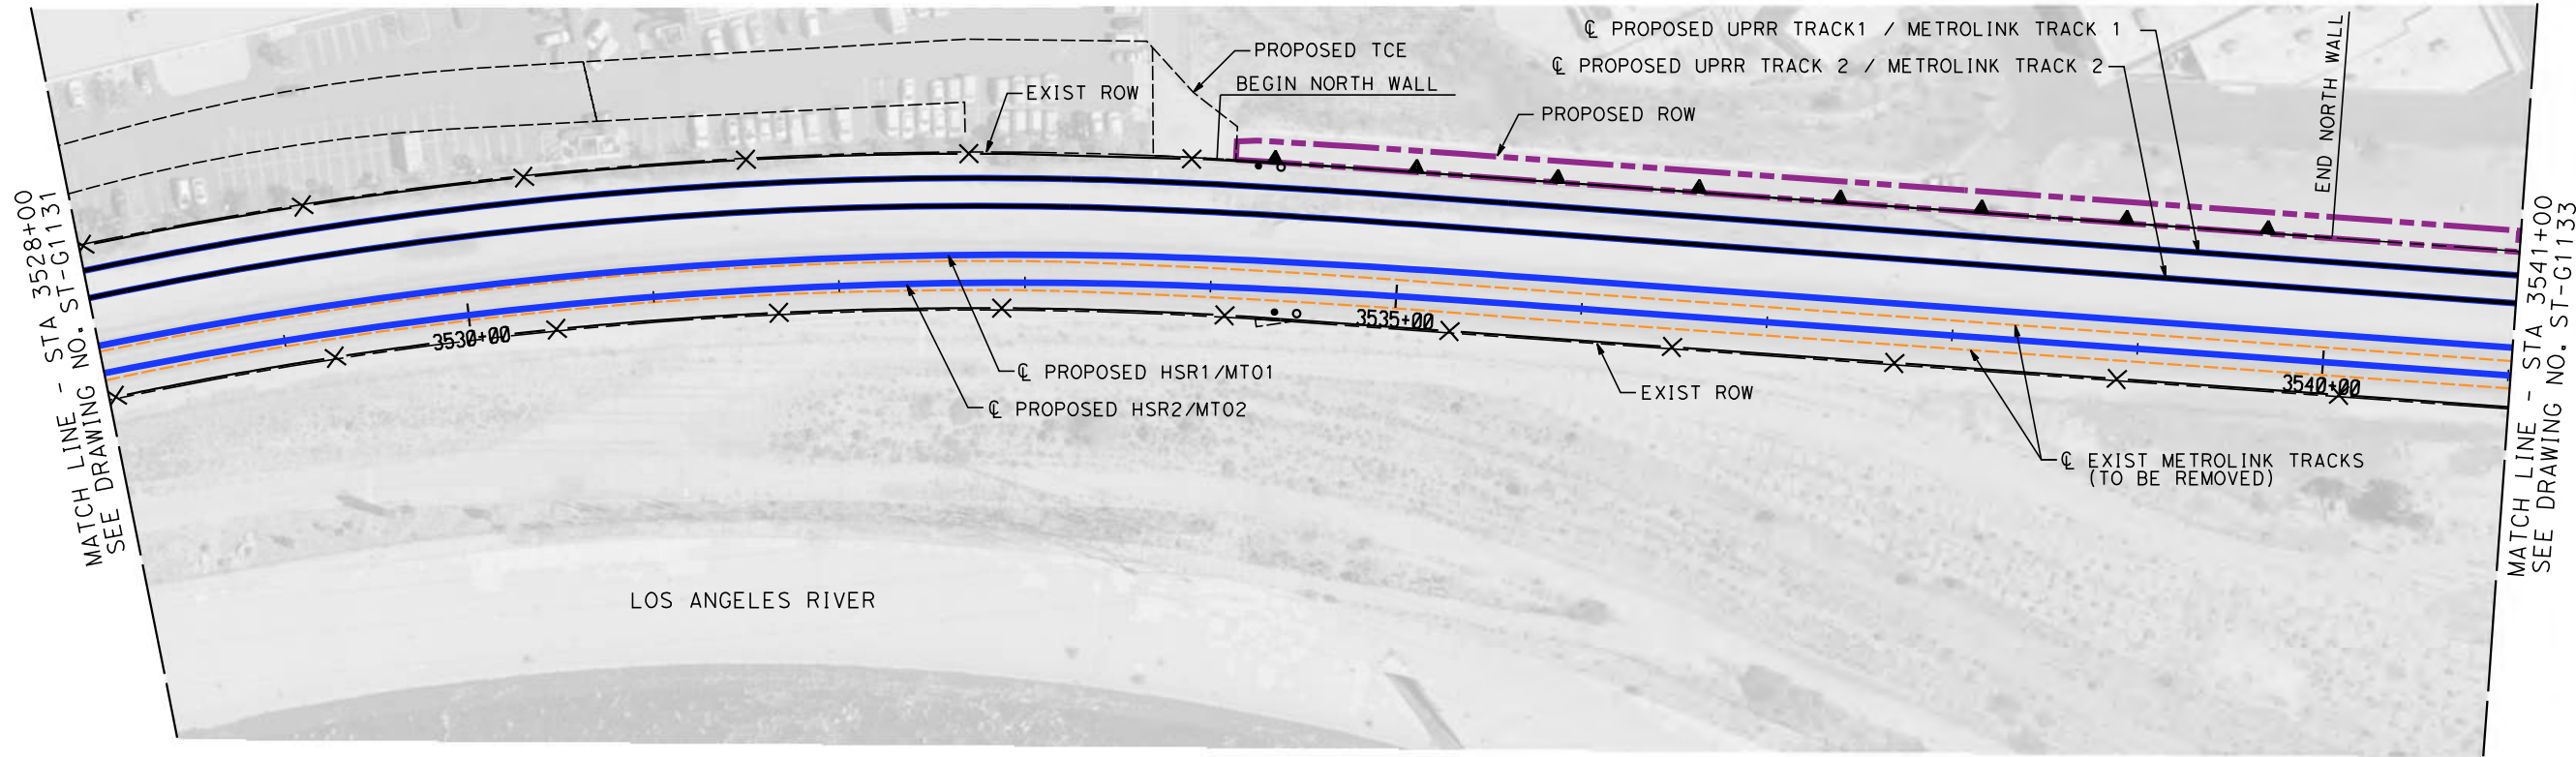 ℄ PROPOSED UPRR TRACK1 / METROLINK TRACK 1
℄ PROPOSED UPRR TRACK 2 / METROLINK TRACK 2
PROPOSED TCE
BEGIN NORTH WALL
EXIST ROW
PROPOSED ROW
END NORTH WALL
MATCH LINE - STA 3528+00
SEE DRAWING NO. ST-G1131
3530+00
3535+00
3540+00
℄ PROPOSED HSR1/MT01
℄ PROPOSED HSR2/MT02
EXIST ROW
℄ EXIST METROLINK TRACKS
(TO BE REMOVED)
MATCH LINE - STA 3541+00
SEE DRAWING NO. ST-G1133
LOS ANGELES RIVER